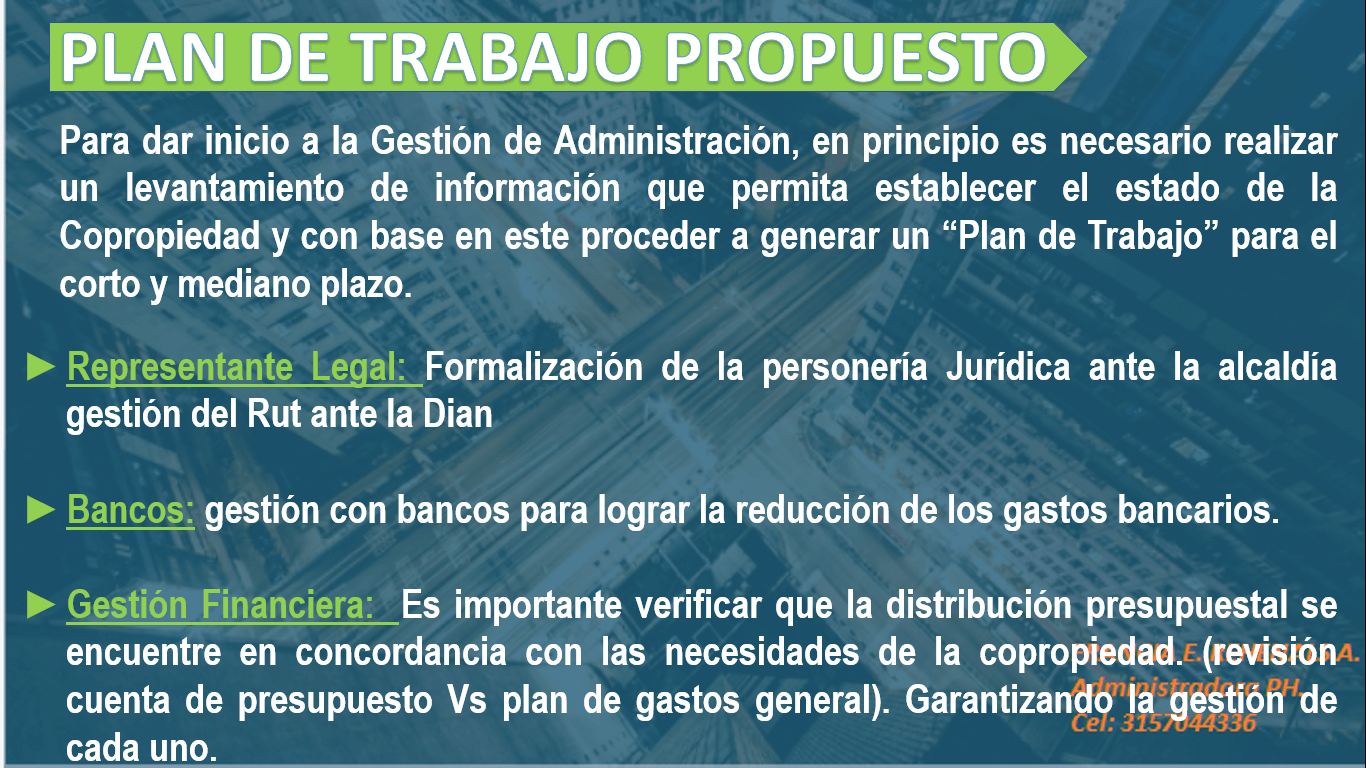 PLAN DE TRABAJO PROPUESTO
Para dar inicio a la Gestión de Administración, en principio es necesario realizar
un levantamiento de información que permita establecer el estado de la
Copropiedad y con base en este proceder a generar un “Plan de Trabajo” para el
corto y mediano plazo.
Representante Legal: Formalización de la personería Jurídica ante la alcaldía
gestión del Rut ante la Dian
Bancos: gestión con bancos para lograr la reducción de los gastos bancarios.
Gestión Financiera: Es importante verificar que la distribución presupuestal se
encuentre en concordancia con las necesidades de la copropiedad. (revisión
cuenta de presupuesto Vs plan de gastos general). Garantizando la gestión de
cada uno.
E. A.
Administradora PH.
Cel: 3157044336